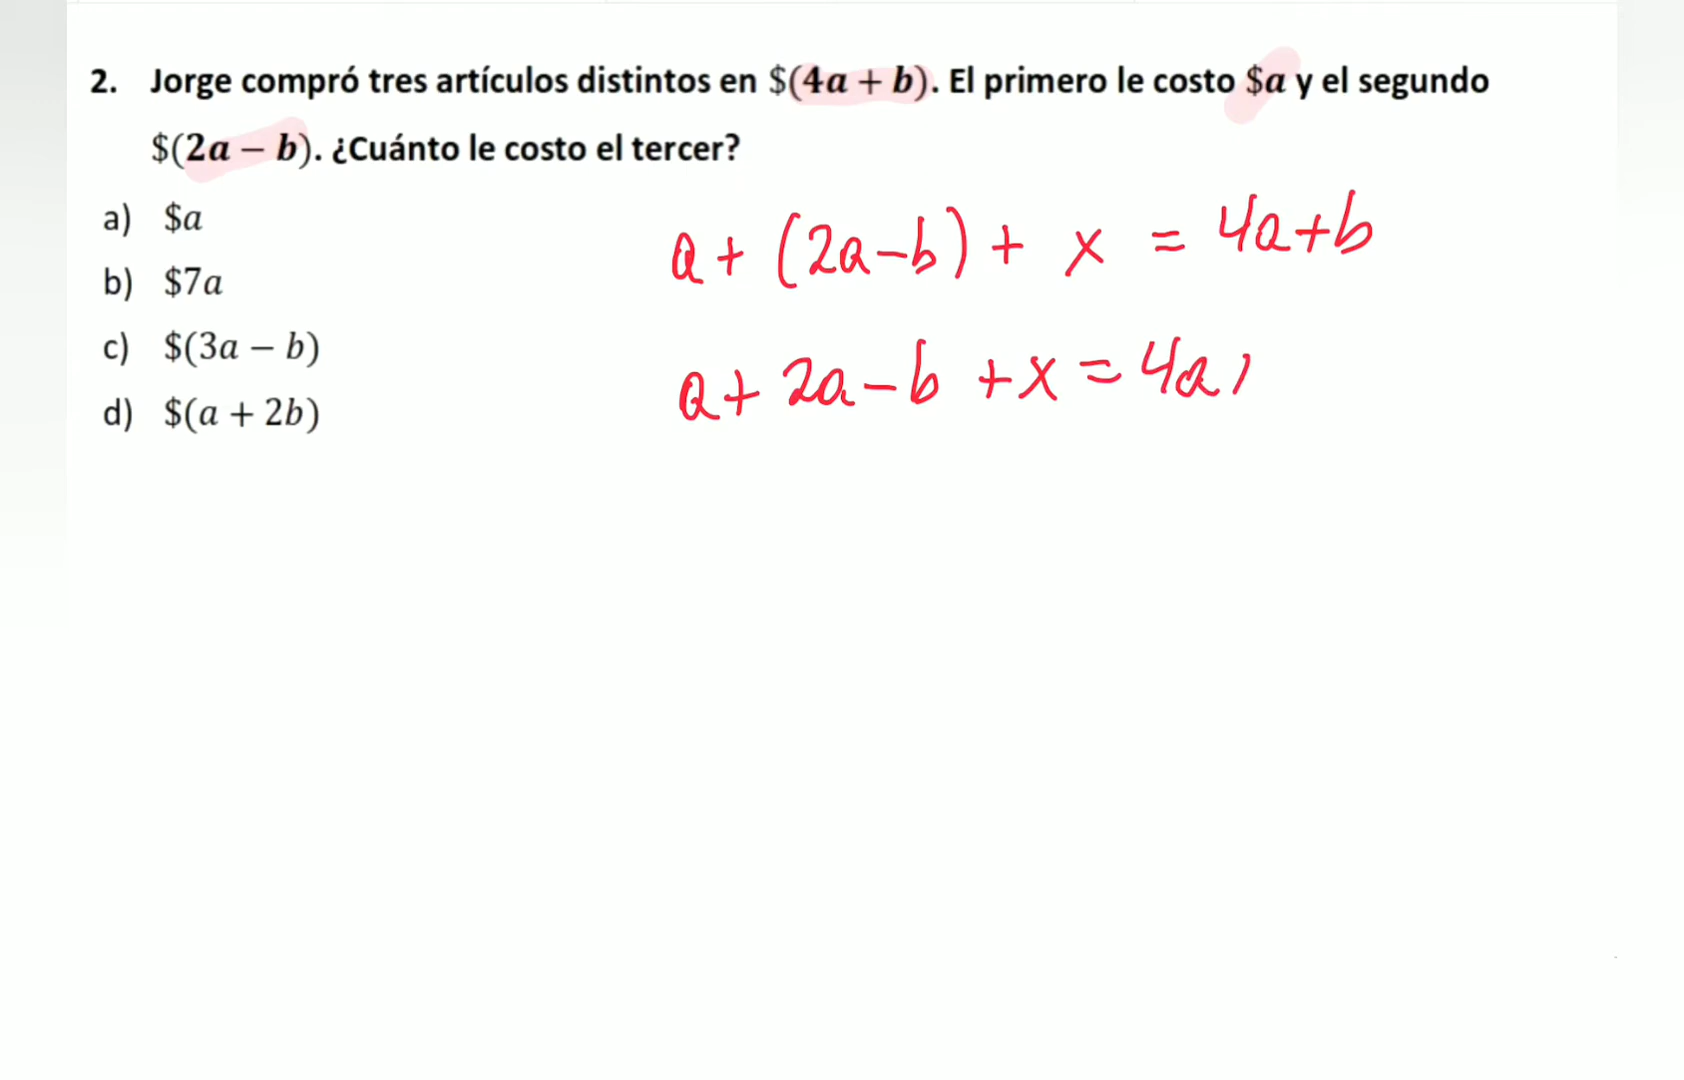 2. Jorge compró tres artículos distintos en $(4a + b). El primero le costo $a y el segundo
$(2a − b). ¿Cuánto le costo el tercer?
a) $a
b) $7a
c) $(3a − b)
d) $(a + 2b)
a + (2a-b) + x = 4a+b
a + 2a-b + x = 4a